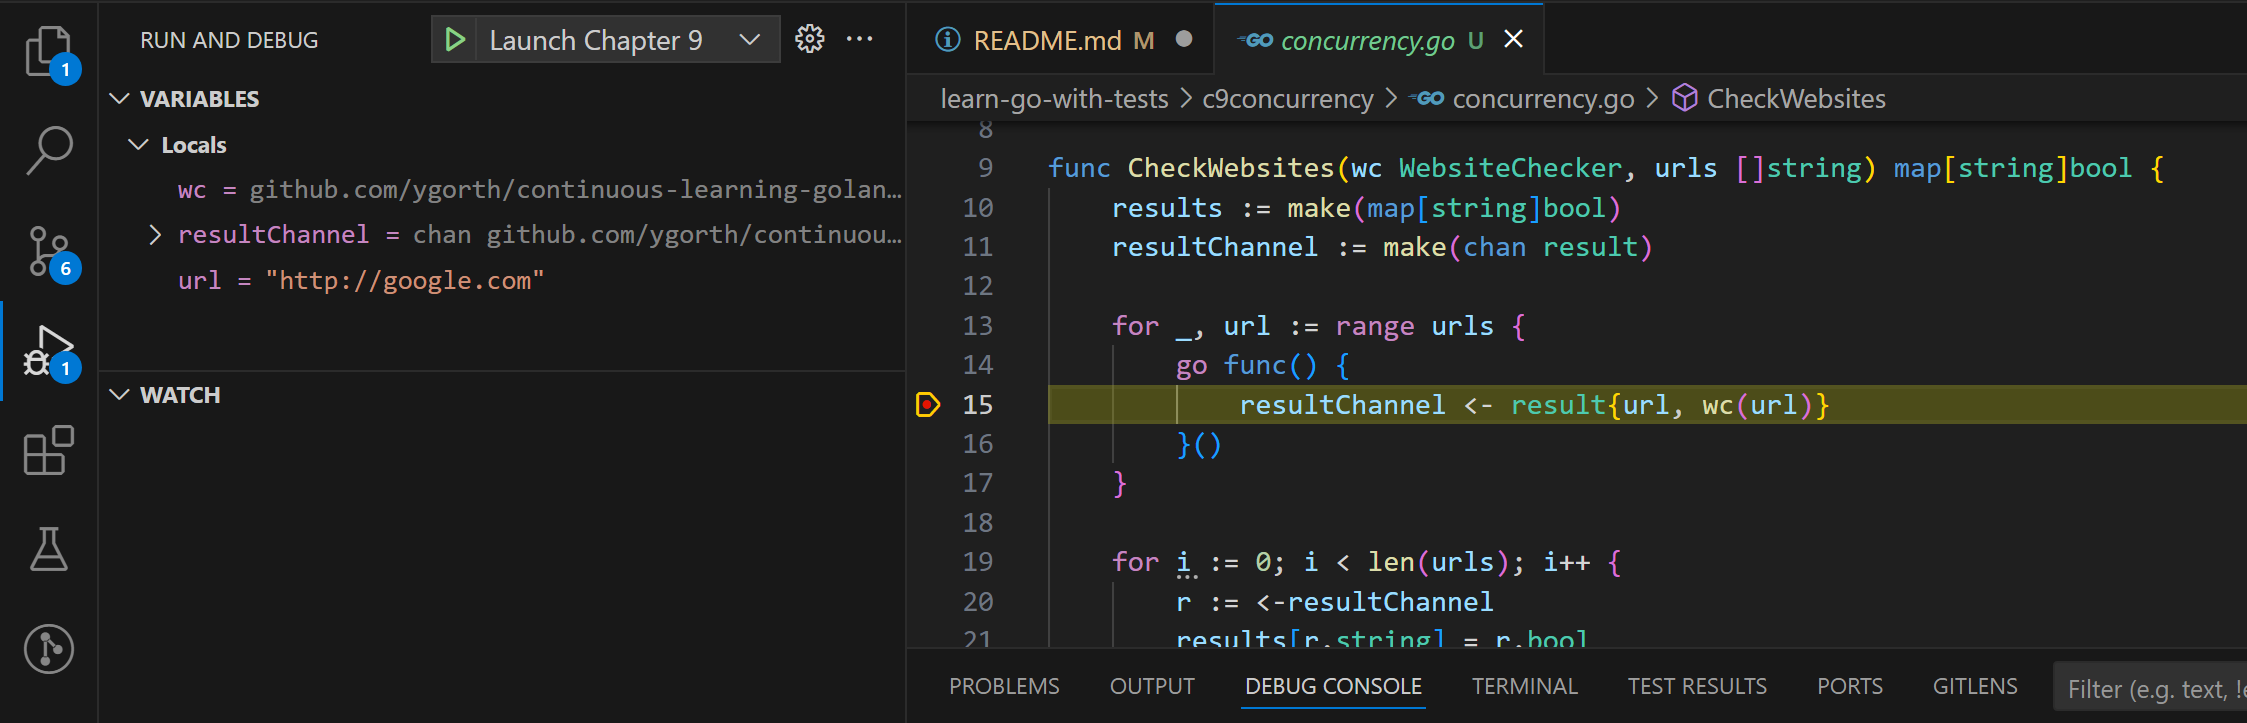 RUN AND DEBUG
Launch Chapter 9
README.md M
GO concurrency.go U
1
VARIABLES
learn-go-with-tests > c9concurrency > GO concurrency.go > CheckWebsites
Locals
wc = github.com/ygorth/continuous-learning-golan…
resultChannel = chan github.com/ygorth/continuou…
url = "http://google.com"
6
1
WATCH
8
9 func CheckWebsites(wc WebsiteChecker, urls []string) map[string]bool {
10 results := make(map[string]bool)
11 resultChannel := make(chan result)
12
13 for _, url := range urls {
14 go func() {
15 resultChannel <- result{url, wc(url)}
16 }()
17 }
18
19 for i := 0; i < len(urls); i++ {
20 r := <-resultChannel
21 results[r.string] = r.bool
PROBLEMS OUTPUT DEBUG CONSOLE TERMINAL TEST RESULTS PORTS GITLENS Filter (e.g. text, !e